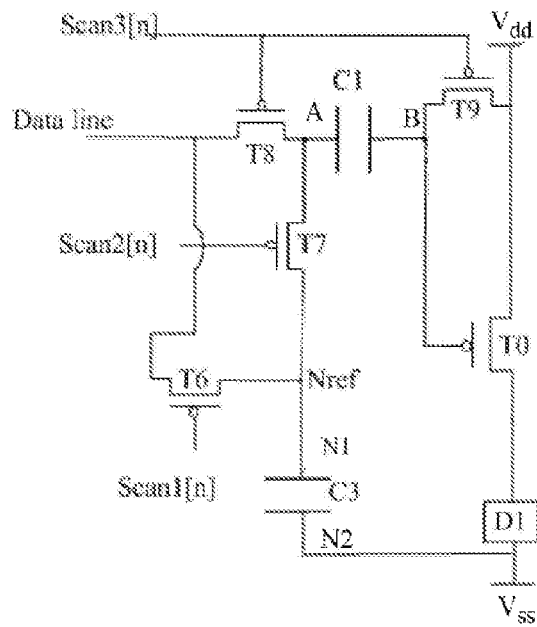 Scan3[n]
Vdd
C1
Data line
A
B
T9
T8
Scan2[n]
T7
T0
T6
Nref
N1
Scan1[n]
C3
N2
D1
Vss